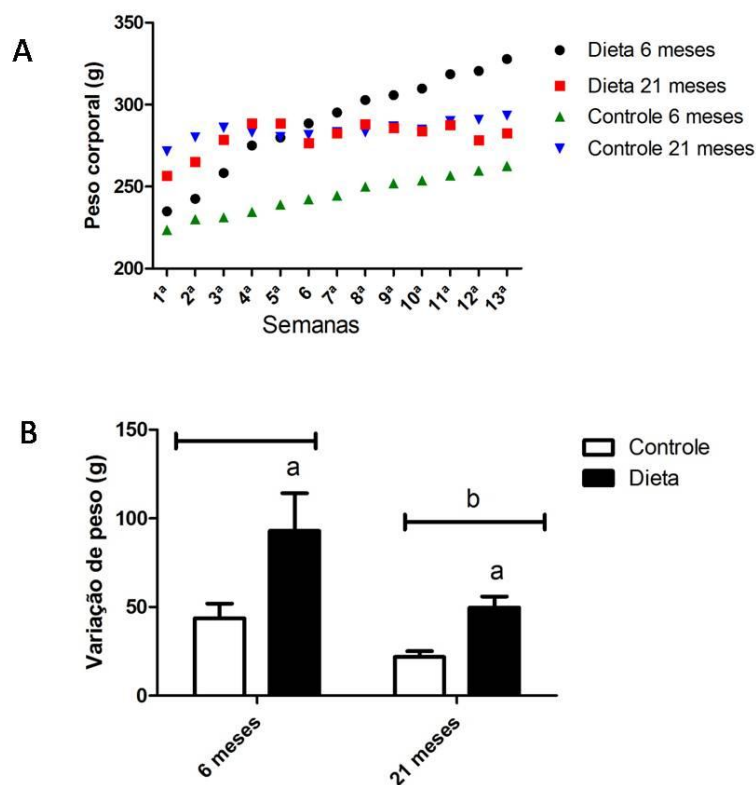 A
Peso corporal (g)
350
300
250
200
1ª
2ª
3ª
4ª
5ª
6
7ª
8ª
9ª
10ª
11ª
12ª
13ª
Semanas
Dieta 6 meses
Dieta 21 meses
Controle 6 meses
Controle 21 meses
B
Variação de peso (g)
150
100
50
0
a
b
a
6 meses
21 meses
Controle
Dieta